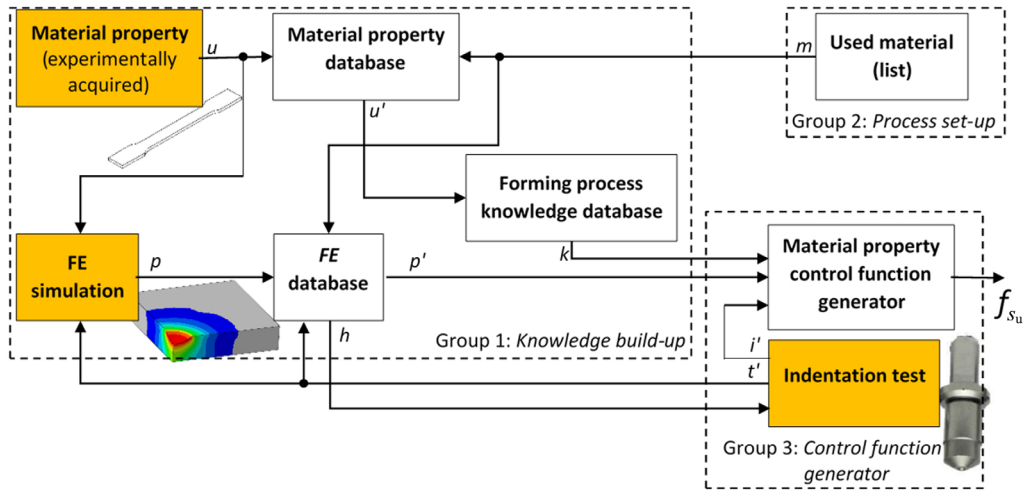 Material property
(experimentally
acquired)
u
Material property
database
u'
m
Used material
(list)
Group 2: Process set-up
Forming process
knowledge database
k
FE
simulation
p
FE
database
p'
h
Material property
control function
generator
f_{s_u}
Group 1: Knowledge build-up
i'
t'
Indentation test
Group 3: Control function
generator